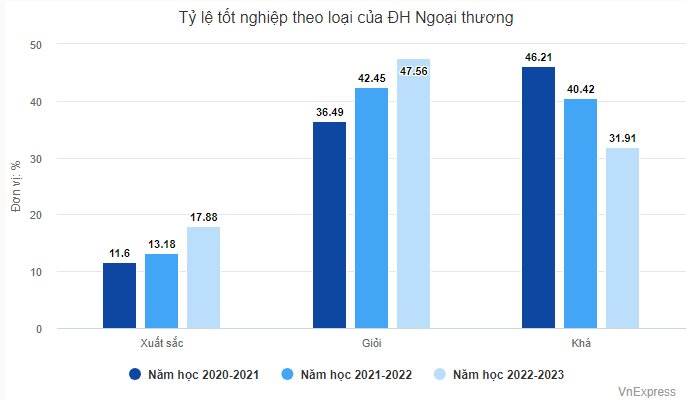 Tỷ lệ tốt nghiệp theo loại của ĐH Ngoại thương
Đơn vị: %
50
40
30
20
10
0
11.6
13.18
17.88
36.49
42.45
47.56
46.21
40.42
31.91
Xuất sắc
Giỏi
Khá
Năm học 2020-2021
Năm học 2021-2022
Năm học 2022-2023
VnExpress